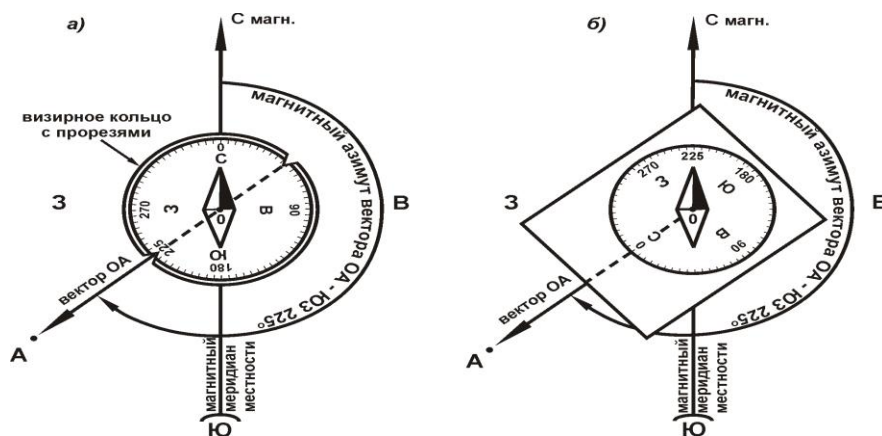 а)
С магн.
визирное кольцо
с прорезями
магнитный азимут вектора ОА - ЮЗ 225°
0
С
З
270
З
0
В
90
В
225
Ю
180
вектор ОА
А
магнитный
меридиан
местности
Ю
б)
С магн.
магнитный азимут вектора ОА - ЮЗ 225°
225
270
180
З
Ю
З
0
В
С
0
В
90
вектор ОА
А
магнитный
меридиан
местности
Ю